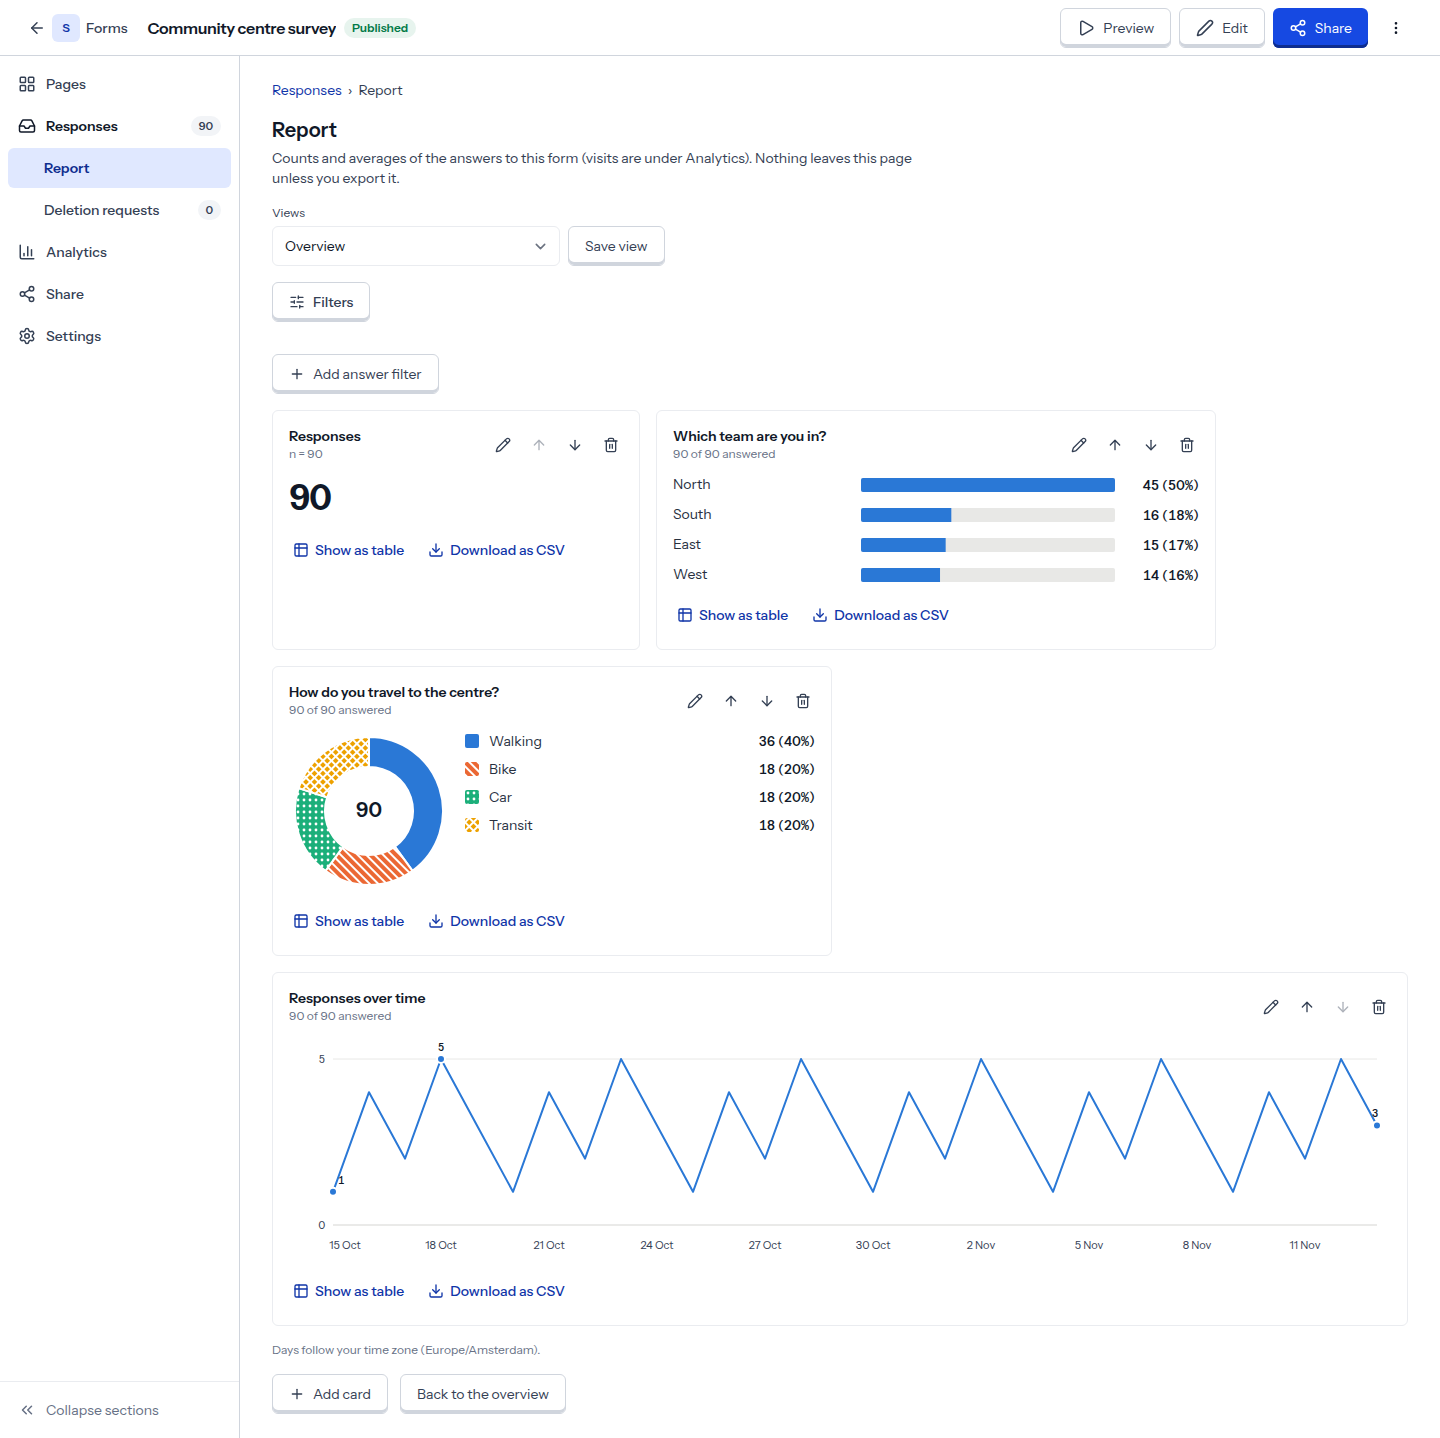 S Forms Community centre survey Published Preview Edit Share
Pages
Responses 90
Report
Deletion requests 0
Analytics
Share
Settings
Collapse sections
Responses › Report
Report
Counts and averages of the answers to this form (visits are under Analytics). Nothing leaves this page
unless you export it.
Views
Overview Save view
Filters
Add answer filter
Responses
n = 90
90
Show as table Download as CSV
Which team are you in?
90 of 90 answered
North 45 (50%)
South 16 (18%)
East 15 (17%)
West 14 (16%)
Show as table Download as CSV
How do you travel to the centre?
90 of 90 answered
90
Walking 36 (40%)
Bike 18 (20%)
Car 18 (20%)
Transit 18 (20%)
Show as table Download as CSV
Responses over time
90 of 90 answered
5
5
3
1
0
15 Oct 18 Oct 21 Oct 24 Oct 27 Oct 30 Oct 2 Nov 5 Nov 8 Nov 11 Nov
Show as table Download as CSV
Days follow your time zone (Europe/Amsterdam).
Add card Back to the overview